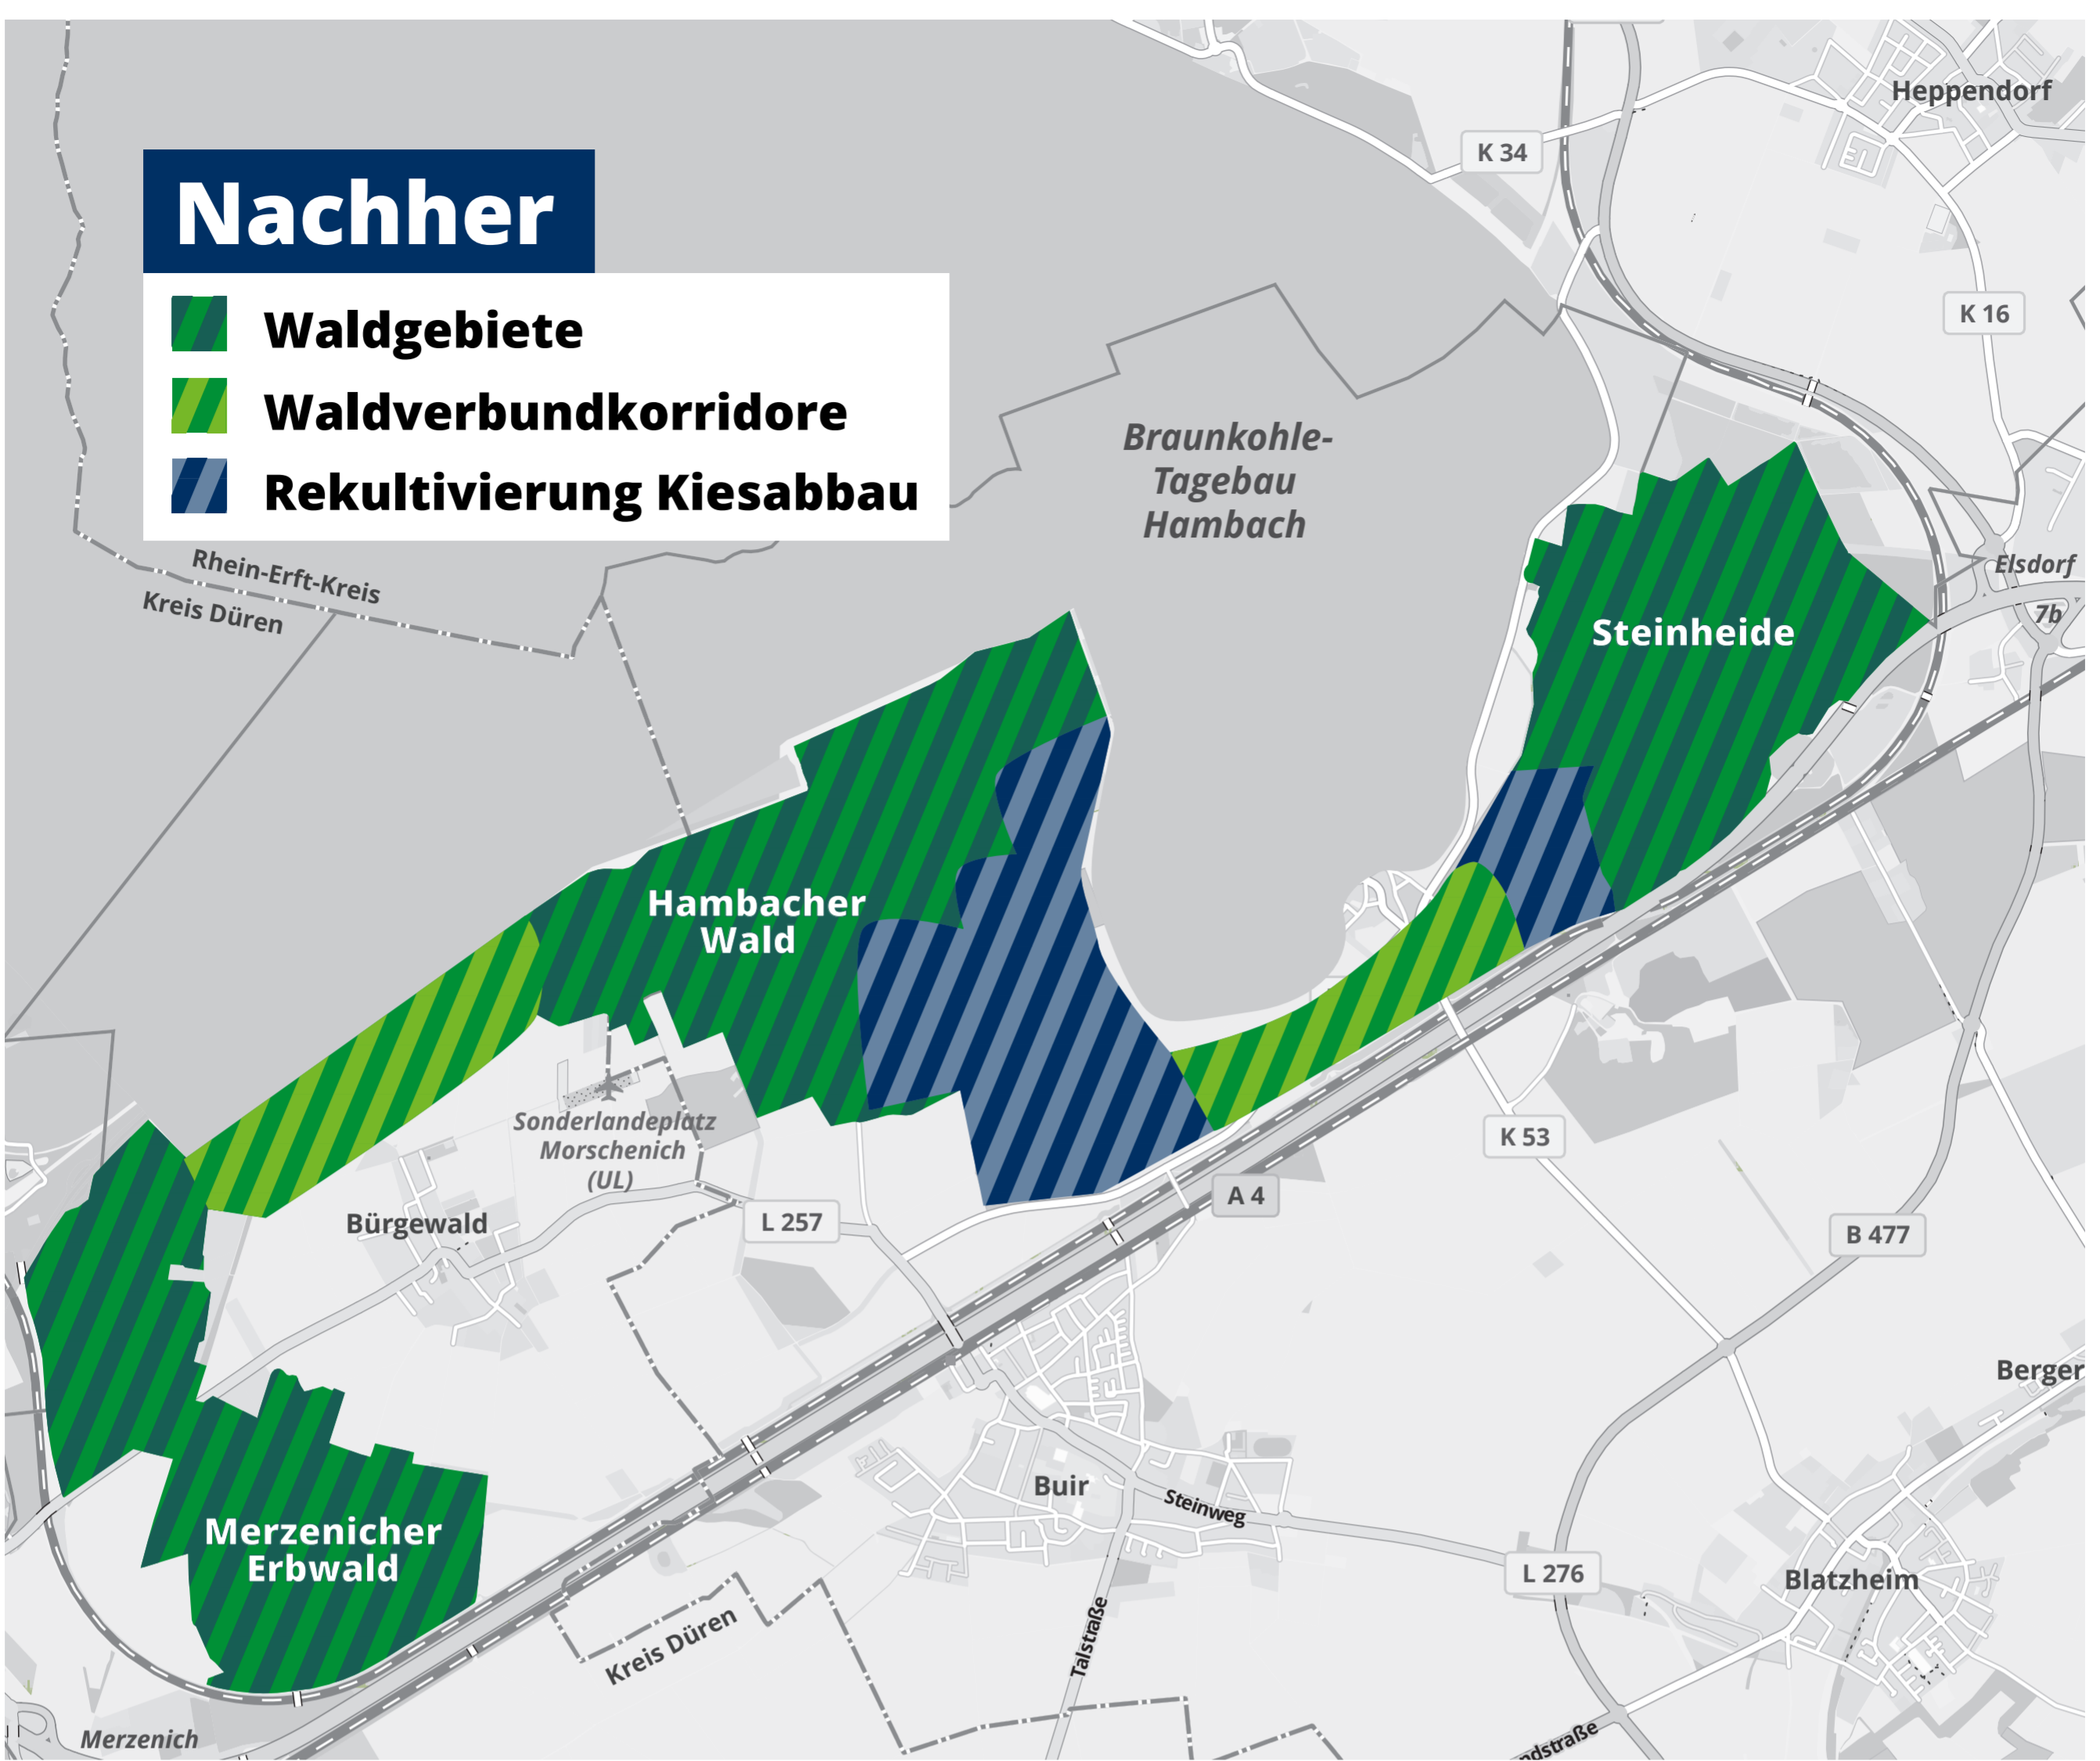 Nachher
Waldgebiete
Waldverbundkorridore
Rekultivierung Kiesabbau
Heppendorf
K 34
K 16
Braunkohle-
Tagebau
Hambach
Rhein-Erft-Kreis
Kreis Düren
Elsdorf
7b
Steinheide
Hambacher
Wald
Sonderlandeplatz
Morschenich
(UL)
Bürgewald
L 257
A 4
K 53
B 477
Berger
Buir
Steinweg
Merzenicher
Erbwald
L 276
Blatzheim
Kreis Düren
Talstraße
Merzenich
ndstraße